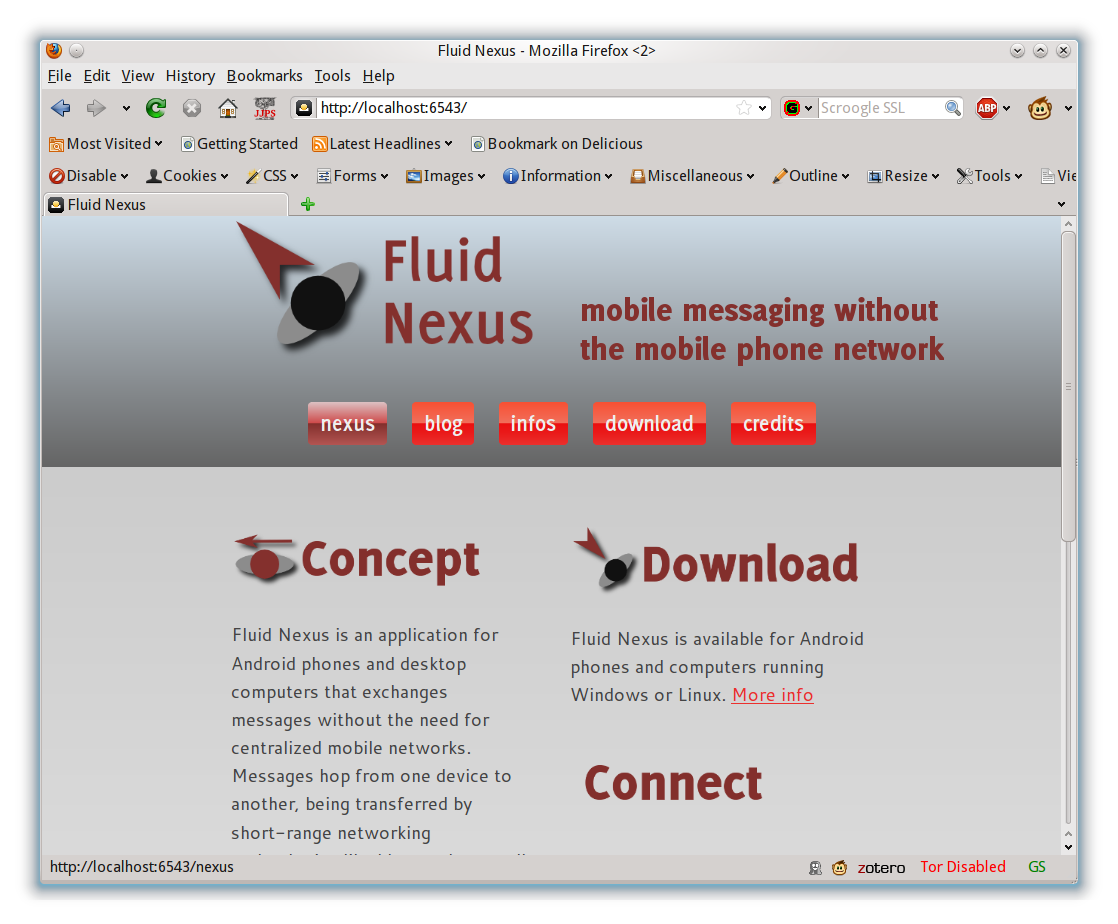 Fluid Nexus - Mozilla Firefox <2>
File Edit View History Bookmarks Tools Help
JJPS http://localhost:6543/ G Scroogle SSL ABP
Most Visited Getting Started Latest Headlines Bookmark on Delicious
Disable Cookies CSS Forms Images Information Miscellaneous Outline Resize Tools Vie
Fluid Nexus
Fluid
Nexus
mobile messaging without
the mobile phone network
nexus blog infos download credits
Concept
Fluid Nexus is an application for
Android phones and desktop
computers that exchanges
messages without the need for
centralized mobile networks.
Messages hop from one device to
another, being transferred by
short-range networking
Download
Fluid Nexus is available for Android
phones and computers running
Windows or Linux. More info
Connect
http://localhost:6543/nexus zotero Tor Disabled GS